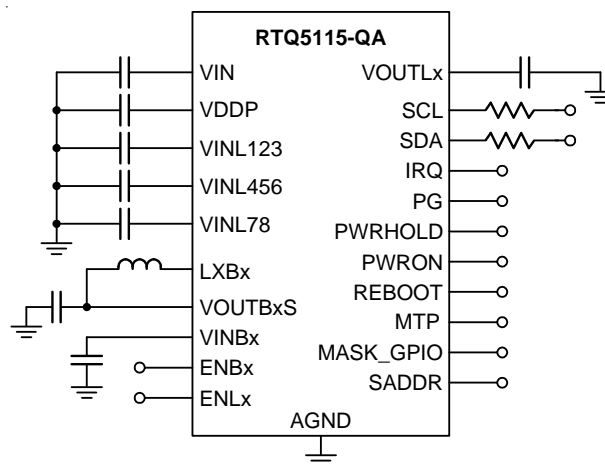 RTQ5115-QA
VIN
VDDP
VINL123
VINL456
VINL78
LXBx
VOUTBxS
VINBx
ENBx
ENLx
VOUTLx
SCL
SDA
IRQ
PG
PWRHOLD
PWRON
REBOOT
MTP
MASK_GPIO
SADDR
AGND